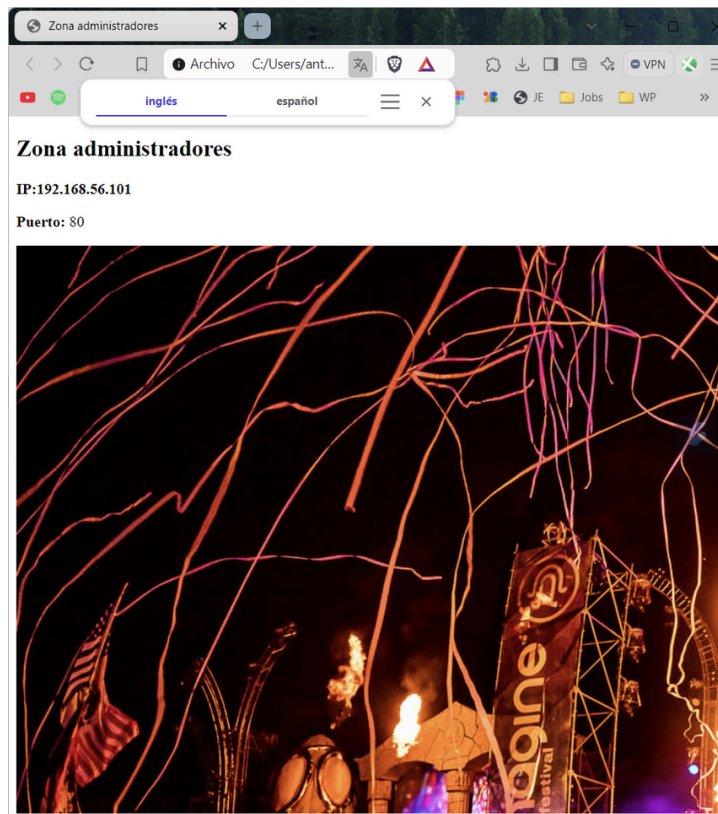 Zona administradores
Archivo C:/Users/ant... VPN
inglés español
JE Jobs WP
Zona administradores
IP:192.168.56.101
Puerto: 80
festival